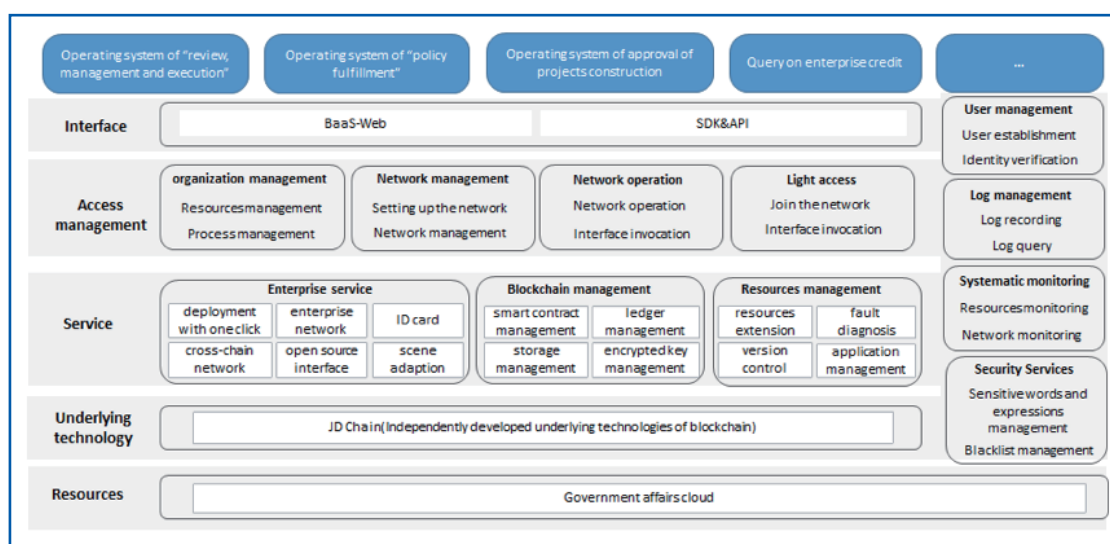 Operating system of "review,
management and execution"
Operating system of "policy
fulfillment"
Operating system of approval of
projects construction
Query on enterprise credit
...
Interface
BaaS-Web
SDK&API
Access
management
organization management
Resources management
Process management
Network management
Setting up the network
Network management
Network operation
Network operation
Interface invocation
Light access
Join the network
Interface invocation
Service
Enterprise service
deployment
with one click
enterprise
network
ID card
cross-chain
network
open source
interface
scene
adaption
Blockchain management
smart contract
management
ledger
management
storage
management
encrypted key
management
Resources management
resources
extension
fault
diagnosis
version
control
application
management
Underlying
technology
JD Chain(Independently developed underlying technologies of blockchain)
Resources
Government affairs cloud
User management
User establishment
Identity verification
Log management
Log recording
Log query
Systematic monitoring
Resources monitoring
Network monitoring
Security Services
Sensitive words and
expressions
management
Blacklist management